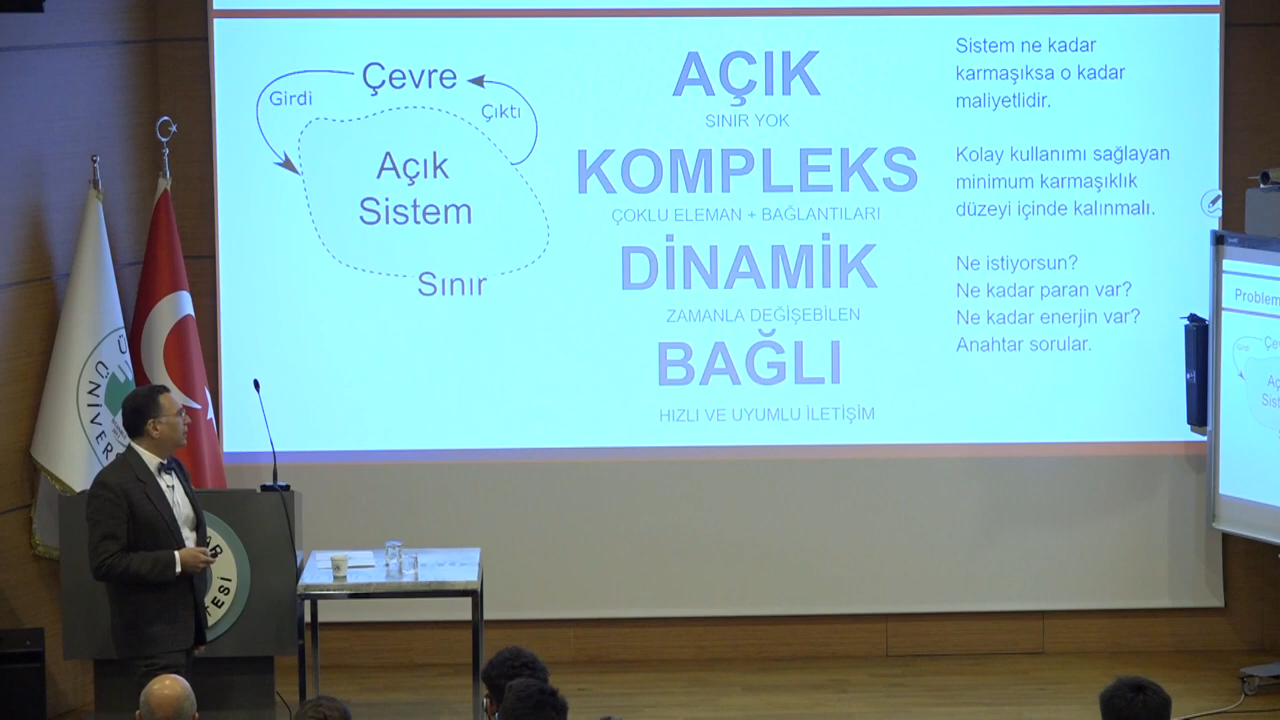 Çevre
Girdi
Çıktı
Açık
Sistem
Sınır
AÇIK
SINIR YOK
KOMPLEKS
ÇOKLU ELEMAN + BAĞLANTILARI
DİNAMİK
ZAMANLA DEĞİŞEBİLEN
BAĞLI
HIZLI VE UYUMLU İLETİŞİM
Sistem ne kadar
karmaşıksa o kadar
maliyetlidir.
Kolay kullanımı sağlayan
minimum karmaşıklık
düzeyi içinde kalınmalı.
Ne istiyorsun?
Ne kadar paran var?
Ne kadar enerjin var?
Anahtar sorular.
Problem